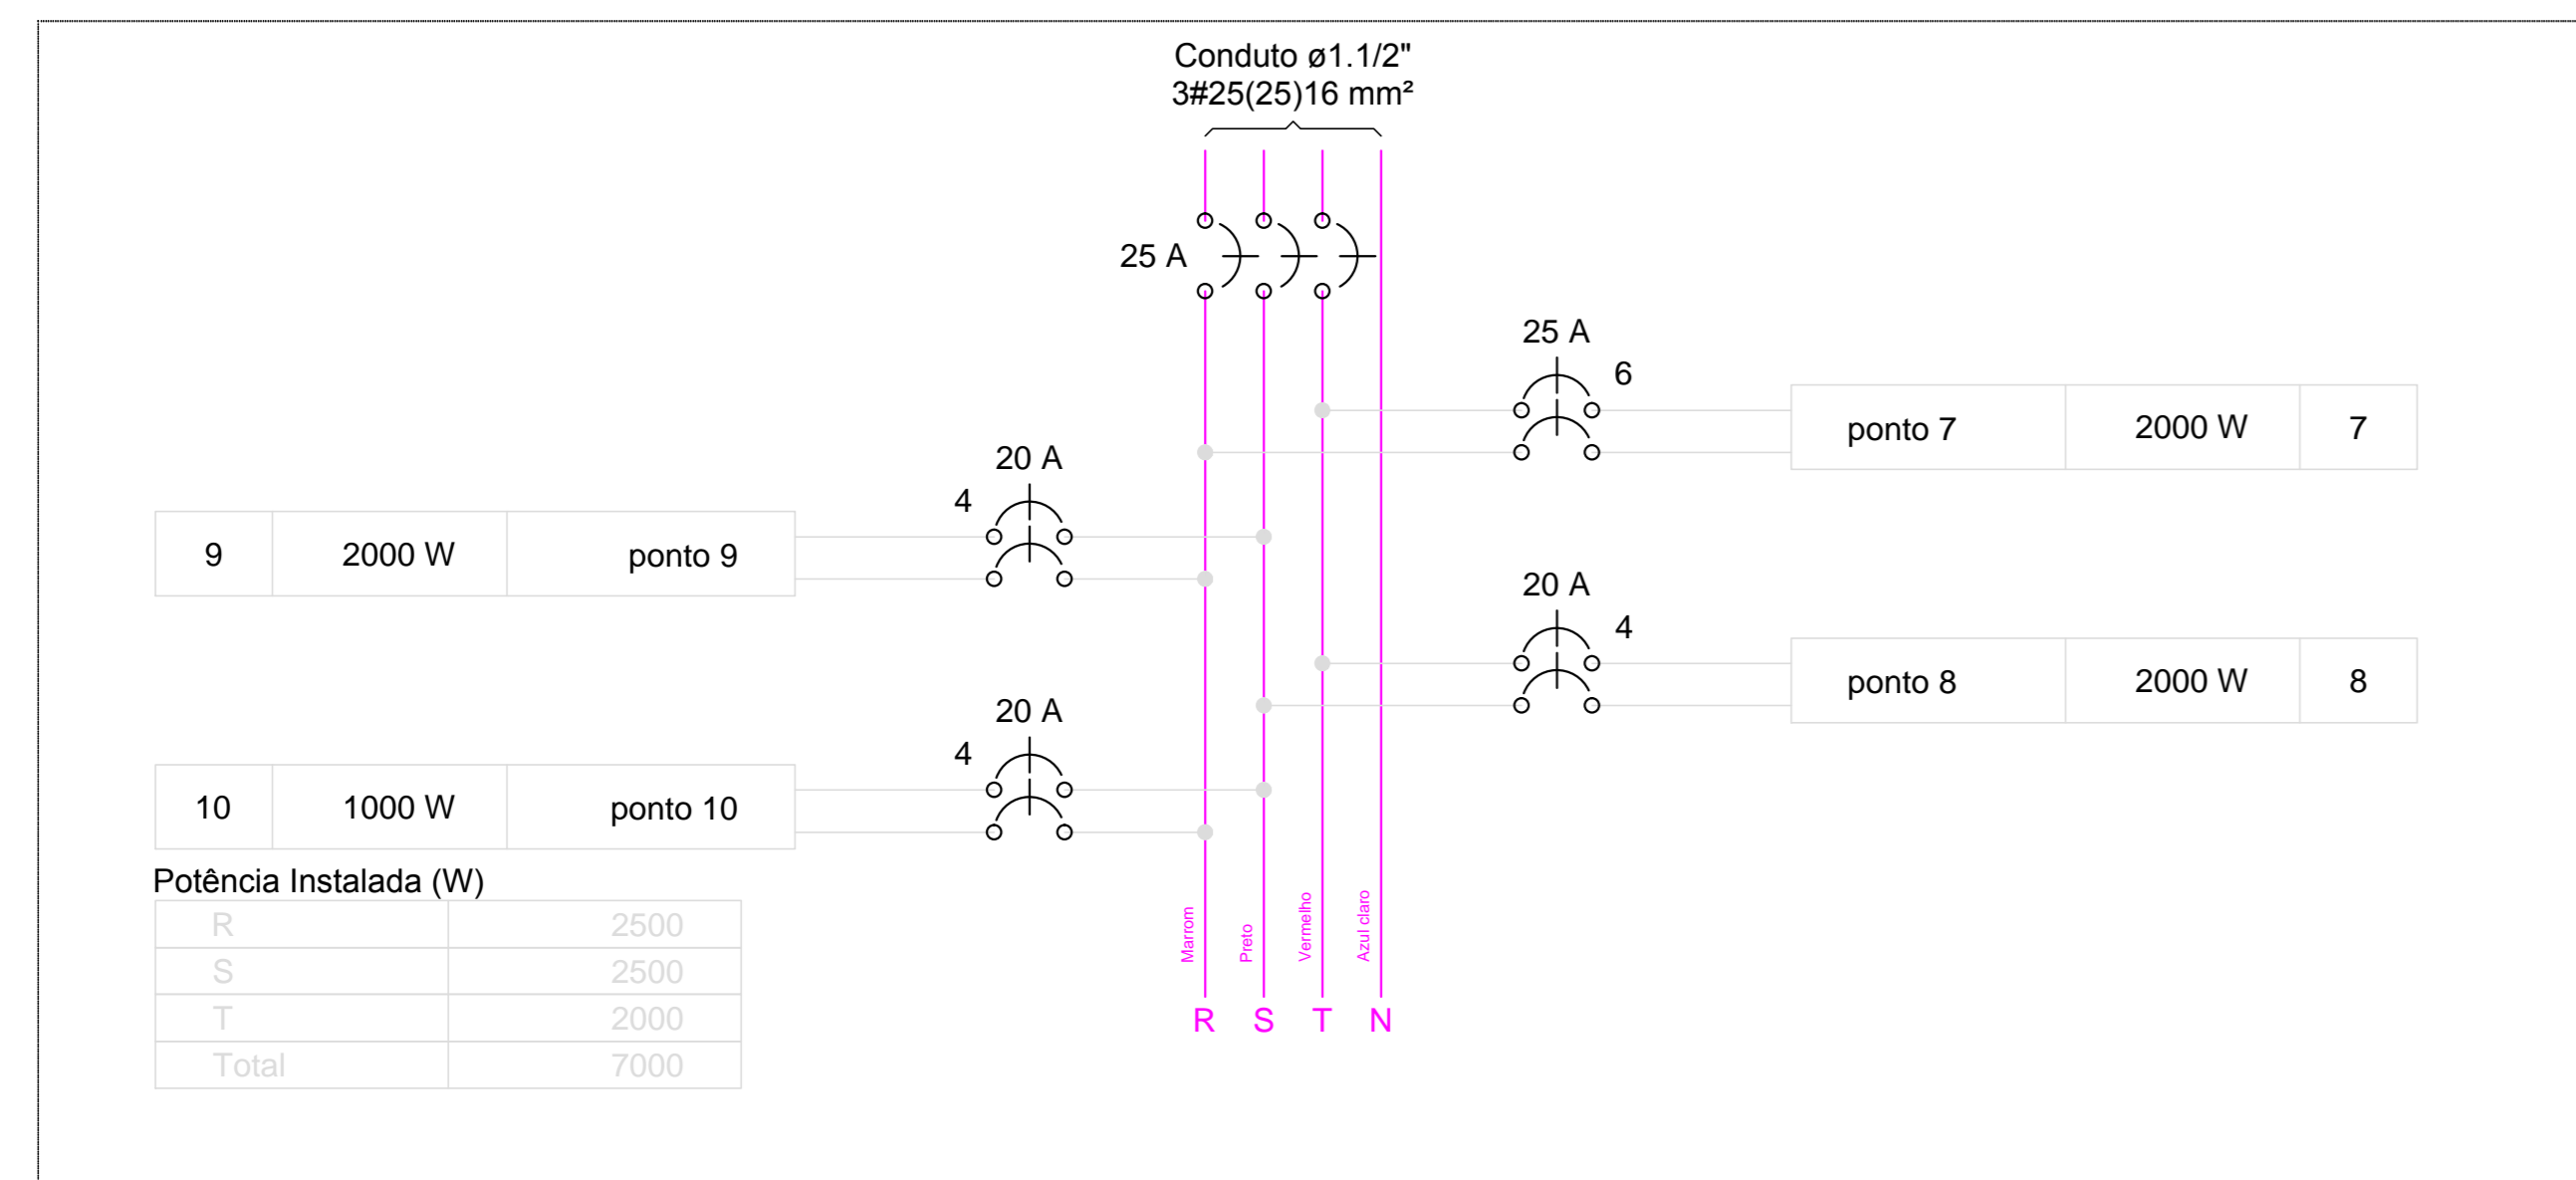 Conduto ø1.1/2"
3#25(25)16 mm²
25 A
25 A
6
ponto 7 2000 W 7
20 A
4
9 2000 W ponto 9
20 A
4
ponto 8 2000 W 8
20 A
4
10 1000 W ponto 10
Potência Instalada (W)
R 2500
S 2500
T 2000
Total 7000
Marrom
Preto
Vermelho
Azul claro
R S T N